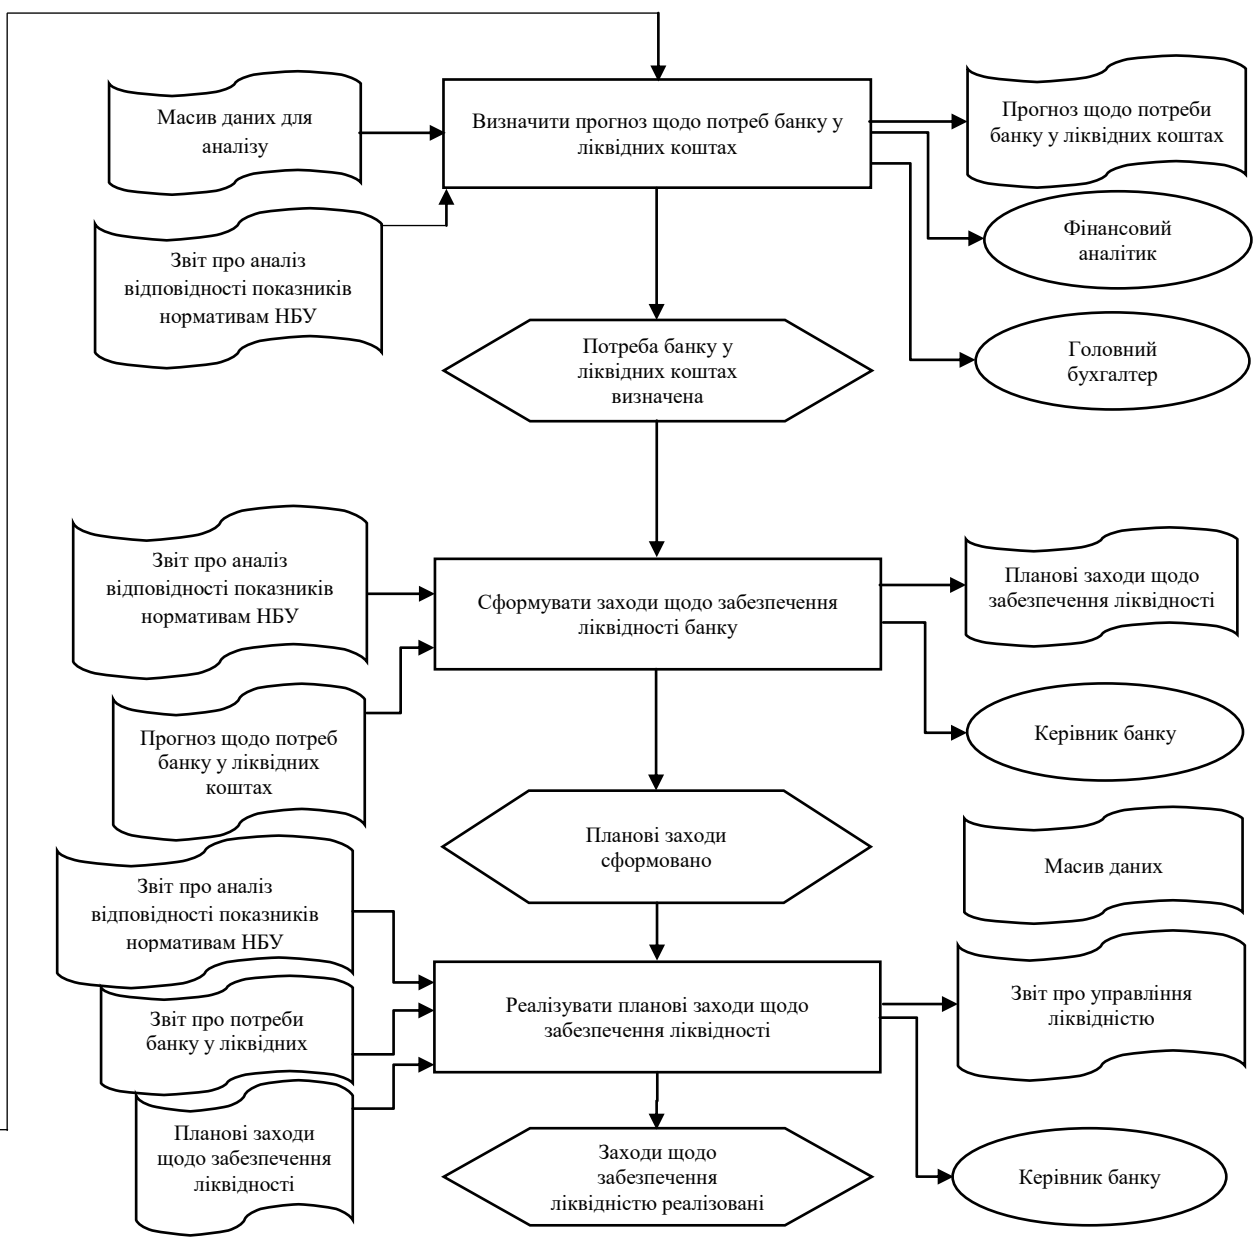 Масив даних для
аналізу
Визначити прогноз щодо потреб банку у
ліквідних коштах
Прогноз щодо потреби
банку у ліквідних коштах
Звіт про аналіз
відповідності показників
нормативам НБУ
Фінансовий
аналітик
Потреба банку у
ліквідних коштах
визначена
Головний
бухгалтер
Звіт про аналіз
відповідності показників
нормативам НБУ
Сформувати заходи щодо забезпечення
ліквідності банку
Планові заходи щодо
забезпечення ліквідності
Прогноз щодо потреб
банку у ліквідних
коштах
Керівник банку
Планові заходи
сформовано
Масив даних
Звіт про аналіз
відповідності показників
нормативам НБУ
Реалізувати планові заходи щодо
забезпечення ліквідності
Звіт про управління
ліквідністю
Звіт про потреби
банку у ліквідних
Планові заходи
щодо забезпечення
ліквідності
Заходи щодо
забезпечення
ліквідністю реалізовані
Керівник банку